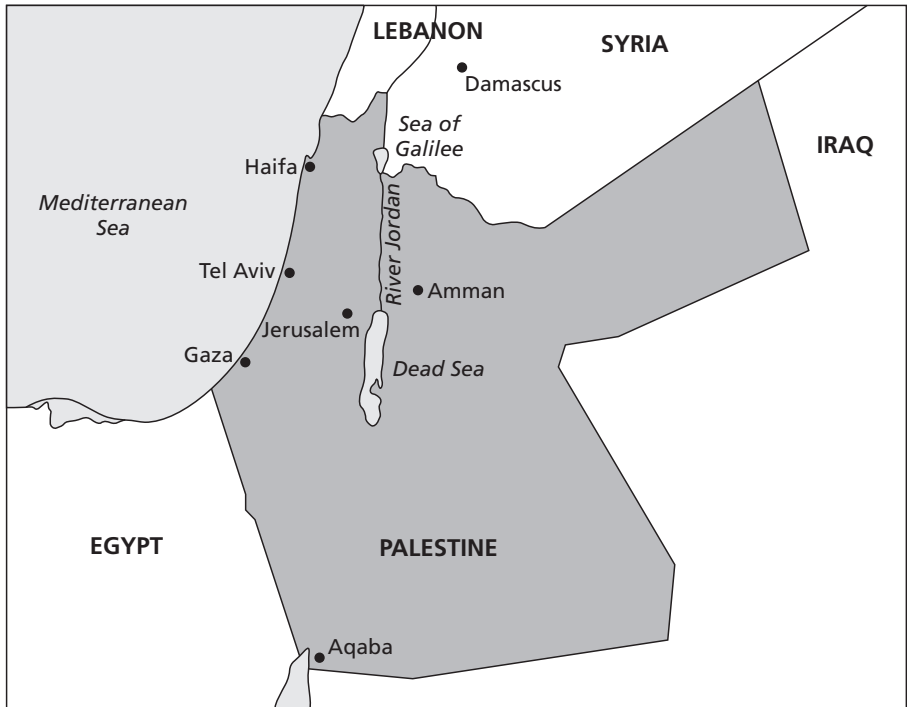 LEBANON
SYRIA
Damascus
Sea of
Galilee
IRAQ
Haifa
Mediterranean
Sea
River Jordan
Tel Aviv
Amman
Jerusalem
Gaza
Dead Sea
EGYPT
PALESTINE
Aqaba